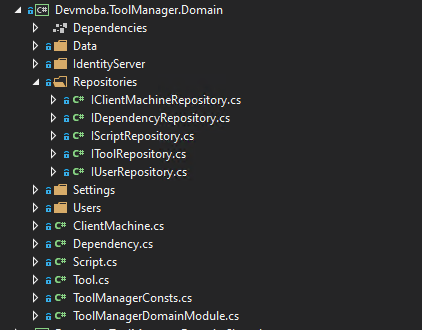 C# Devmoba.ToolManager.Domain
Dependencies
Data
IdentityServer
Repositories
C# IClientMachineRepository.cs
C# IDependencyRepository.cs
C# IScriptRepository.cs
C# IToolRepository.cs
C# IUserRepository.cs
Settings
Users
C# ClientMachine.cs
C# Dependency.cs
C# Script.cs
C# Tool.cs
C# ToolManagerConsts.cs
C# ToolManagerDomainModule.cs